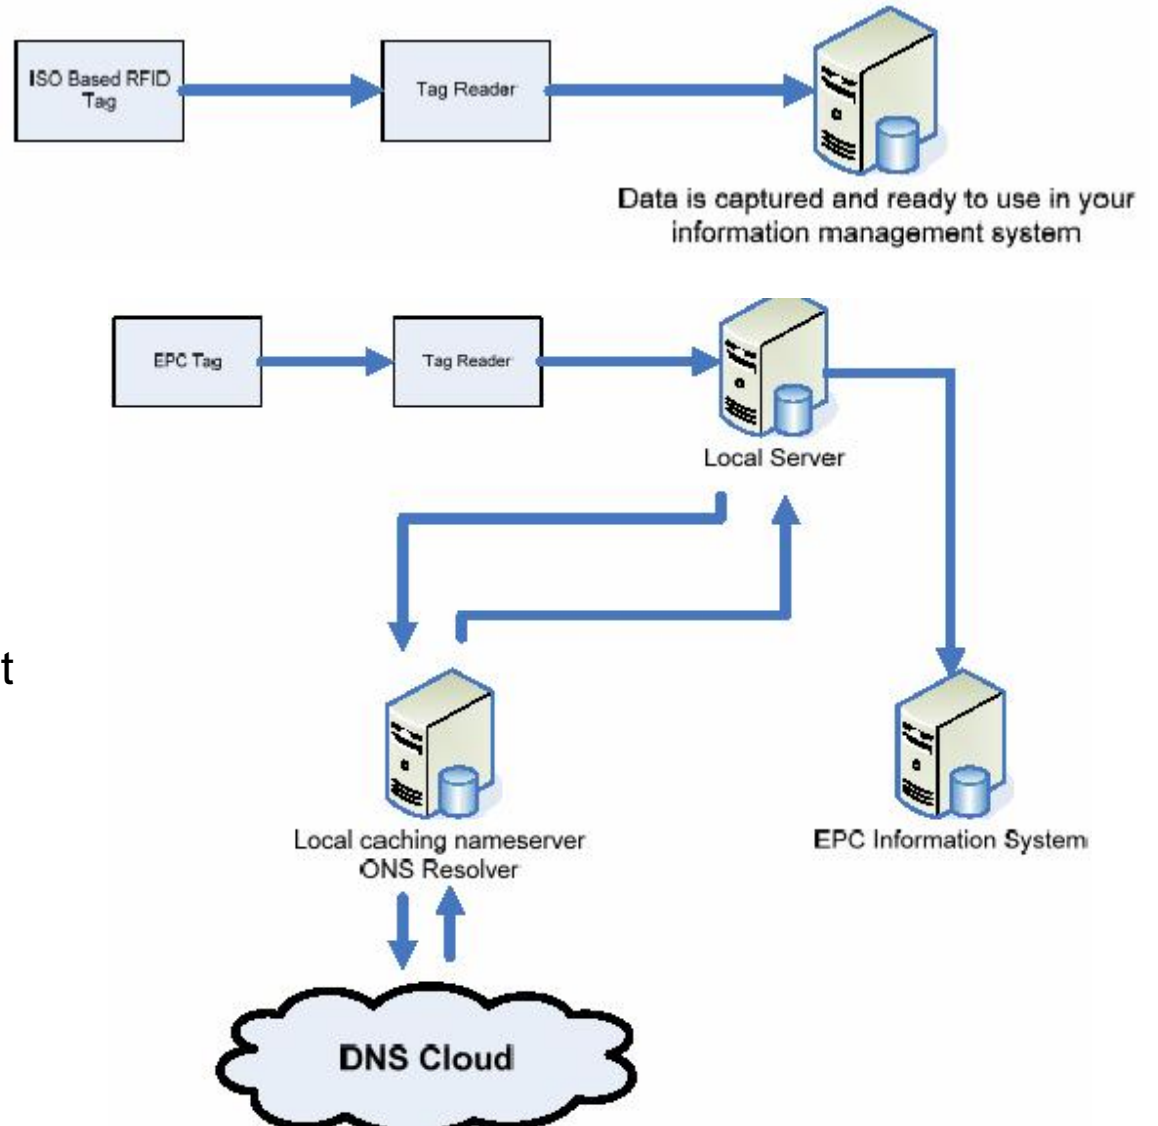 ISO Based RFID
Tag
Tag Reader
Data is captured and ready to use in your
information management system
EPC Tag
Tag Reader
Local Server
t
Local caching nameserver
ONS Resolver
EPC Information System
DNS Cloud